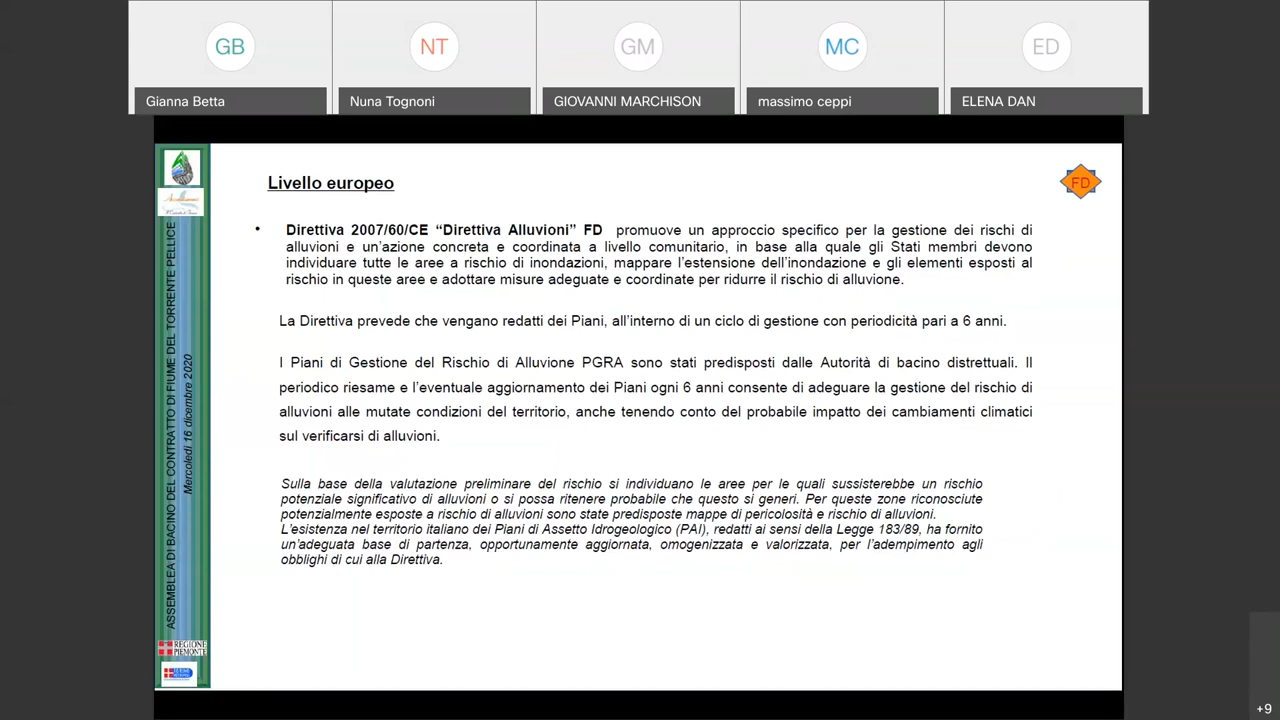 GB
NT
GM
MC
ED
Gianna Betta
Nuna Tognoni
GIOVANNI MARCHISON
massimo ceppi
ELENA DAN
ASSEMBLEA DI BACINO DEL CONTRATTO DI FIUME DEL TORRENTE PELLICE
Mercoledì 16 dicembre 2020
REGIONE
PIEMONTE
Livello europeo
FD
• Direttiva 2007/60/CE “Direttiva Alluvioni” FD promuove un approccio specifico per la gestione dei rischi di
alluvioni e un’azione concreta e coordinata a livello comunitario, in base alla quale gli Stati membri devono
individuare tutte le aree a rischio di inondazioni, mappare l’estensione dell’inondazione e gli elementi esposti al
rischio in queste aree e adottare misure adeguate e coordinate per ridurre il rischio di alluvione.
La Direttiva prevede che vengano redatti dei Piani, all’interno di un ciclo di gestione con periodicità pari a 6 anni.
I Piani di Gestione del Rischio di Alluvione PGRA sono stati predisposti dalle Autorità di bacino distrettuali. Il
periodico riesame e l’eventuale aggiornamento dei Piani ogni 6 anni consente di adeguare la gestione del rischio di
alluvioni alle mutate condizioni del territorio, anche tenendo conto del probabile impatto dei cambiamenti climatici
sul verificarsi di alluvioni.
Sulla base della valutazione preliminare del rischio si individuano le aree per le quali sussisterebbe un rischio
potenziale significativo di alluvioni o si possa ritenere probabile che questo si generi. Per queste zone riconosciute
potenzialmente esposte a rischio di alluvioni sono state predisposte mappe di pericolosità e rischio di alluvioni.
L’esistenza nel territorio italiano dei Piani di Assetto Idrogeologico (PAI), redatti ai sensi della Legge 183/89, ha fornito
un’adeguata base di partenza, opportunamente aggiornata, omogenizzata e valorizzata, per l’adempimento agli
obblighi di cui alla Direttiva.
+9